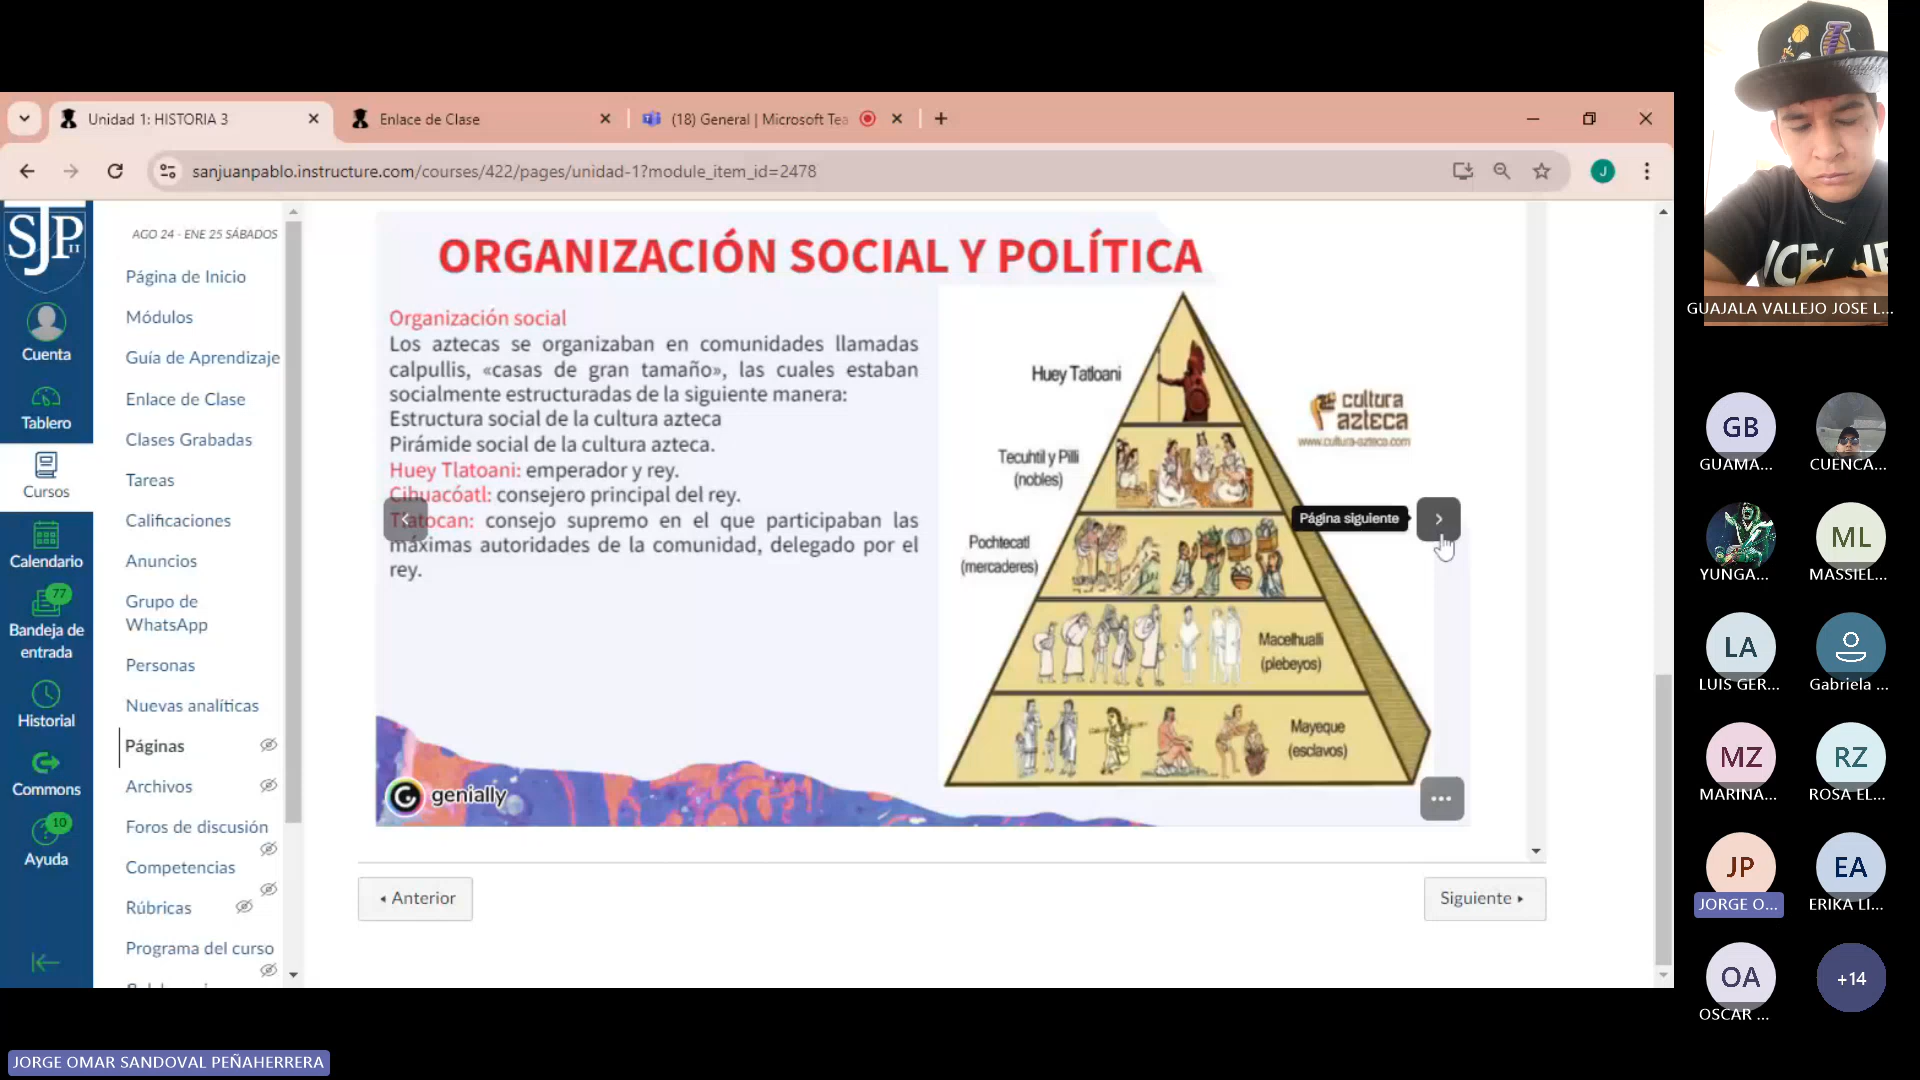 Unidad 1: HISTORIA 3
Enlace de Clase
(18) General | Microsoft Tea
sanjuanpablo.instructure.com/courses/422/pages/unidad-1?module_item_id=2478
J
SJP II
Cuenta
Tablero
Cursos
Calendario
77
Bandeja de
entrada
Historial
Commons
10
Ayuda
AGO 24 - ENE 25 SÁBADOS
Página de Inicio
Módulos
Guía de Aprendizaje
Enlace de Clase
Clases Grabadas
Tareas
Calificaciones
Anuncios
Grupo de
WhatsApp
Personas
Nuevas analíticas
Páginas
Archivos
Foros de discusión
Competencias
Rúbricas
Programa del curso
ORGANIZACIÓN SOCIAL Y POLÍTICA
Organización social
Los aztecas se organizaban en comunidades llamadas
calpullis, «casas de gran tamaño», las cuales estaban
socialmente estructuradas de la siguiente manera:
Estructura social de la cultura azteca
Pirámide social de la cultura azteca.
Huey Tlatoani: emperador y rey.
Cihuacóatl: consejero principal del rey.
Tlatocan: consejo supremo en el que participaban las
máximas autoridades de la comunidad, delegado por el
rey.
genially
Huey Tatloani
Tecuhtil y Pilli
(nobles)
Pochtecatl
(mercaderes)
Macelhualli
(plebeyos)
Mayeque
(esclavos)
cultura
azteca
www.cultura-azteca.com
Página siguiente
Anterior
Siguiente
GUAJALA VALLEJO JOSE L...
GB
GUAMA...
CUENCA...
YUNGA...
ML
MASSIEL...
LA
LUIS GER...
Gabriela ...
MZ
MARINA...
RZ
ROSA EL...
JP
JORGE O...
EA
ERIKA LI...
OA
OSCAR ...
+14
JORGE OMAR SANDOVAL PEÑAHERRERA